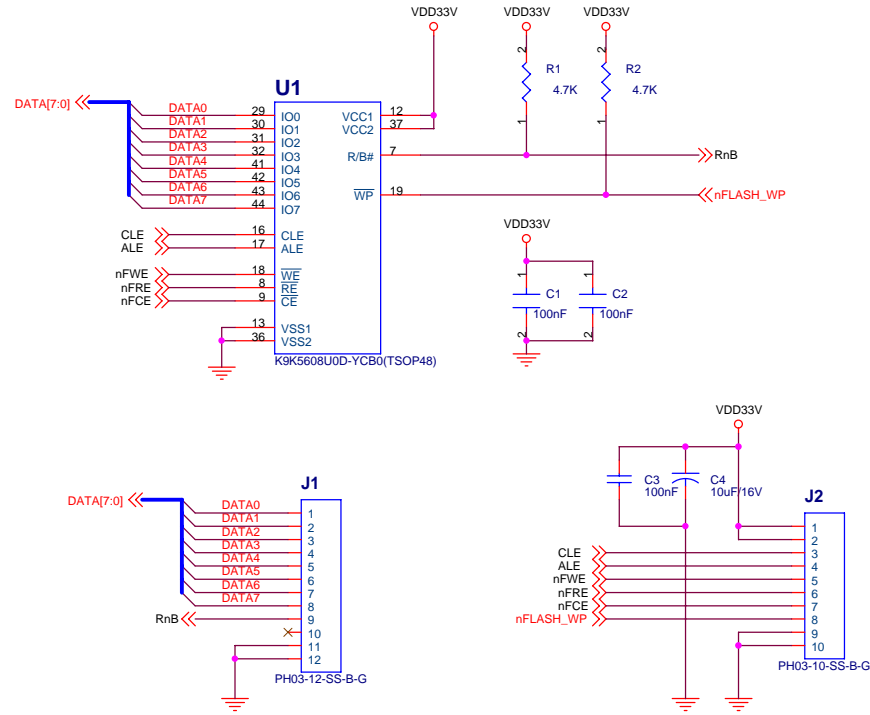 VDD33V VDD33V VDD33V
U1
R1 R2
4.7K 4.7K
2 2
1 1
DATA[7:0]
DATA0 29 IO0 VCC1 12
DATA1 30 IO1 VCC2 37
DATA2 31 IO2
DATA3 32 IO3 R/B# 7 RnB
DATA4 41 IO4
DATA5 42 IO5
DATA6 43 IO6 WP 19 nFLASH_WP
DATA7 44 IO7
CLE 16 CLE
ALE 17 ALE
nFWE 18 WE
nFRE 8 RE
nFCE 9 CE
13 VSS1
36 VSS2
K9K5608U0D-YCB0(TSOP48)
VDD33V
1 1
C1 C2
100nF 100nF
2 2
J1
DATA[7:0]
DATA0 1
DATA1 2
DATA2 3
DATA3 4
DATA4 5
DATA5 6
DATA6 7
DATA7 8
RnB 9
10
11
12
PH03-12-SS-B-G
VDD33V
C3 C4
100nF 10uF/16V
J2
1
2
CLE 3
ALE 4
nFWE 5
nFRE 6
nFCE 7
nFLASH_WP 8
9
10
PH03-10-SS-B-G